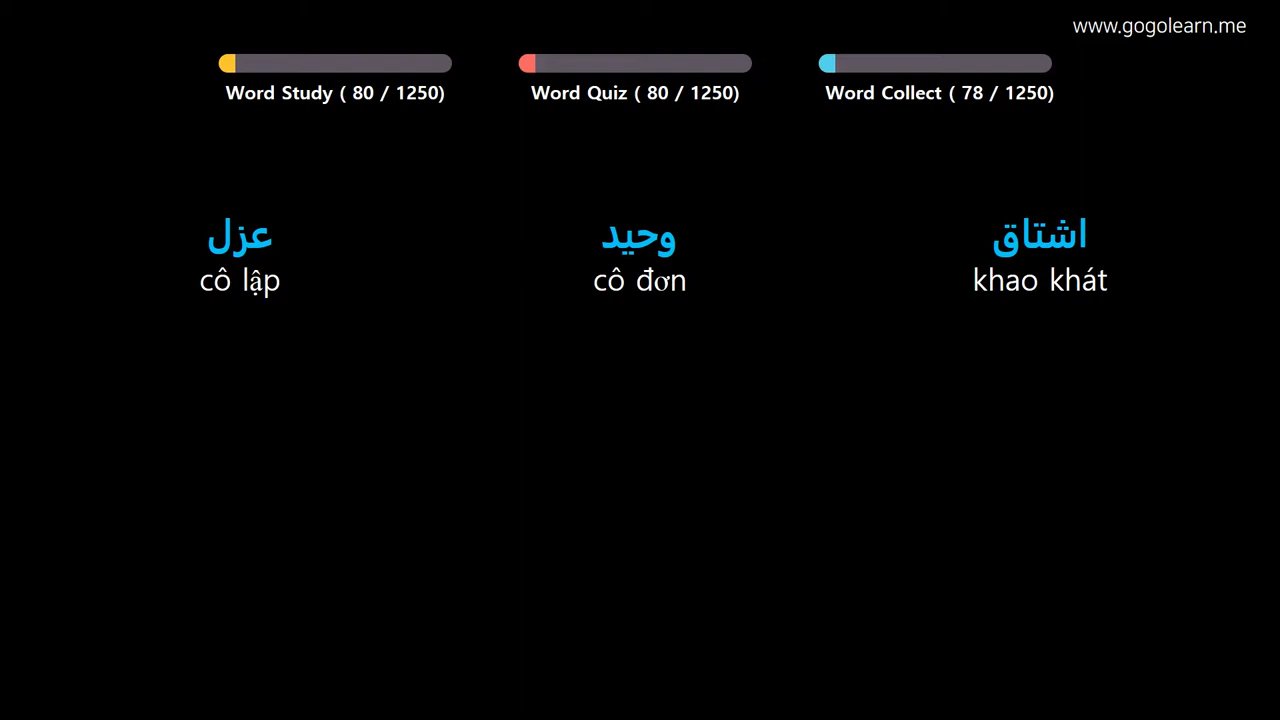 www.gogolearn.me
Word Study ( 80 / 1250)
Word Quiz ( 80 / 1250)
Word Collect ( 78 / 1250)
عزل
cô lập
وحيد
cô đơn
اشتاق
khao khát